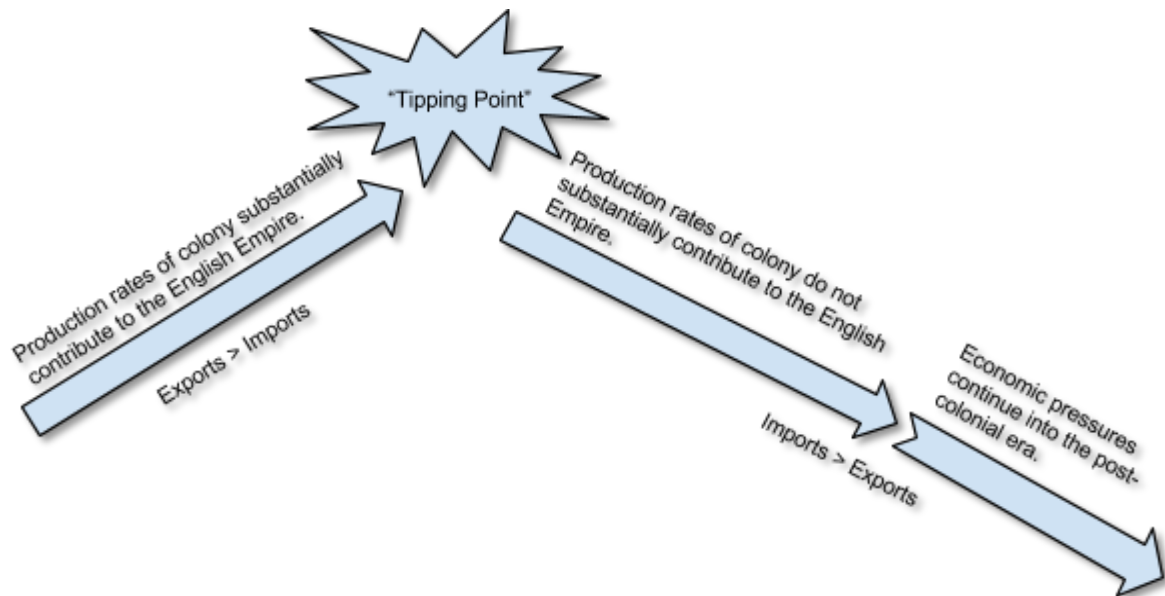 "Tipping Point"
Production rates of colony substantially
contribute to the English Empire.
Exports > Imports
Production rates of colony do not
substantially contribute to the English
Empire.
Imports > Exports
Economic pressures
continue into the post-
colonial era.